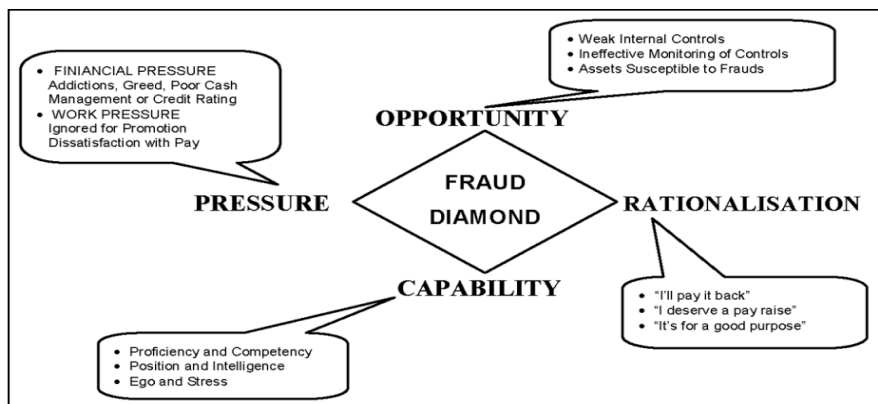 • Weak Internal Controls
• Ineffective Monitoring of Controls
• Assets Susceptible to Frauds
• FINIANCIAL PRESSURE
Addictions, Greed, Poor Cash
Management or Credit Rating
• WORK PRESSURE
Ignored for Promotion
Dissatisfaction with Pay
OPPORTUNITY
FRAUD
DIAMOND
PRESSURE
RATIONALISATION
CAPABILITY
• "I'll pay it back"
• "I deserve a pay raise"
• "It's for a good purpose"
• Proficiency and Competency
• Position and Intelligence
• Ego and Stress